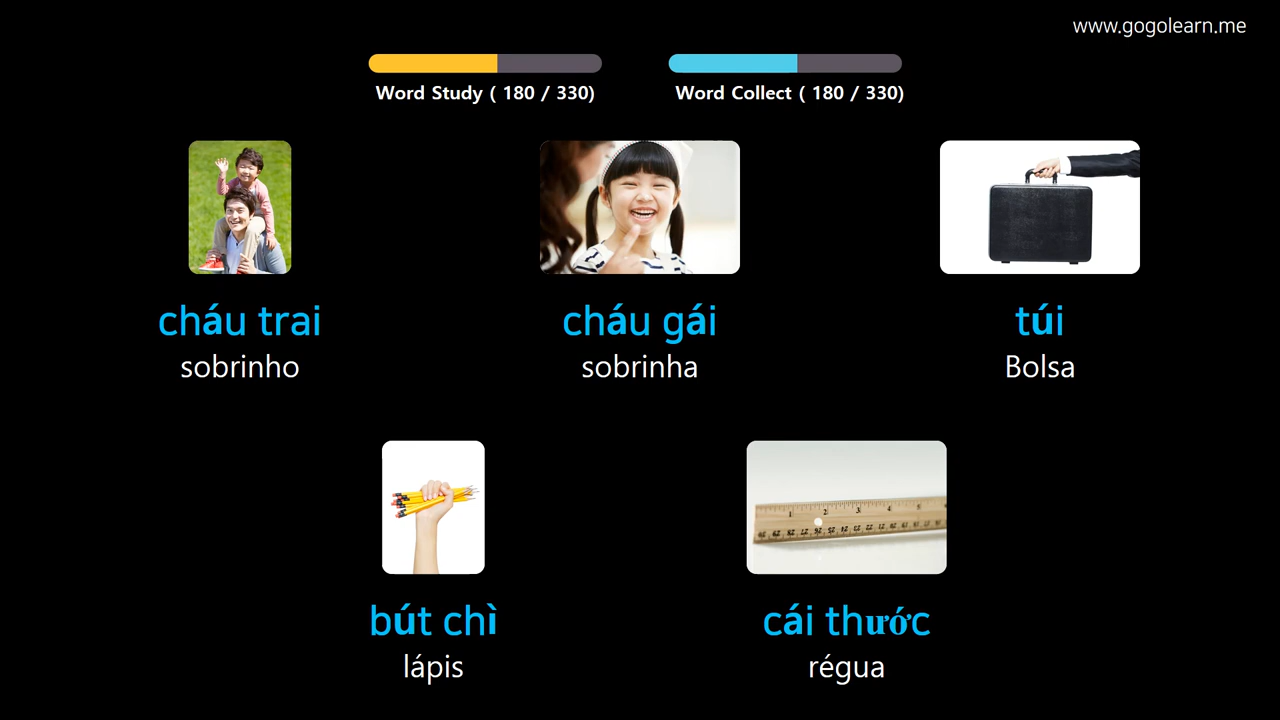 www.gogolearn.me
Word Study ( 180 / 330)
Word Collect ( 180 / 330)
cháu trai
sobrinho
cháu gái
sobrinha
túi
Bolsa
bút chì
lápis
cái thước
régua